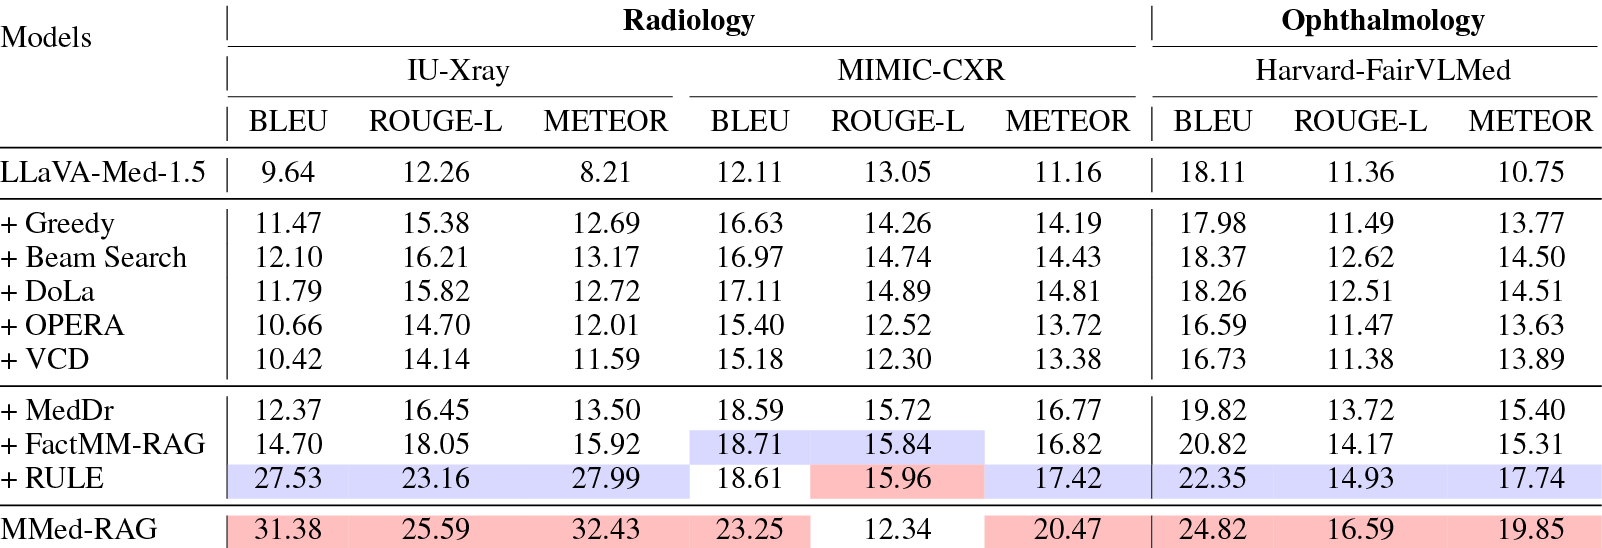 Models Radiology Ophthalmology
IU-Xray MIMIC-CXR Harvard-FairVLMed
BLEU ROUGE-L METEOR BLEU ROUGE-L METEOR BLEU ROUGE-L METEOR
LLaVA-Med-1.5 9.64 12.26 8.21 12.11 13.05 11.16 18.11 11.36 10.75
+ Greedy 11.47 15.38 12.69 16.63 14.26 14.19 17.98 11.49 13.77
+ Beam Search 12.10 16.21 13.17 16.97 14.74 14.43 18.37 12.62 14.50
+ DoLa 11.79 15.82 12.72 17.11 14.89 14.81 18.26 12.51 14.51
+ OPERA 10.66 14.70 12.01 15.40 12.52 13.72 16.59 11.47 13.63
+ VCD 10.42 14.14 11.59 15.18 12.30 13.38 16.73 11.38 13.89
+ MedDr 12.37 16.45 13.50 18.59 15.72 16.77 19.82 13.72 15.40
+ FactMM-RAG 14.70 18.05 15.92 18.71 15.84 16.82 20.82 14.17 15.31
+ RULE 27.53 23.16 27.99 18.61 15.96 17.42 22.35 14.93 17.74
MMed-RAG 31.38 25.59 32.43 23.25 12.34 20.47 24.82 16.59 19.85